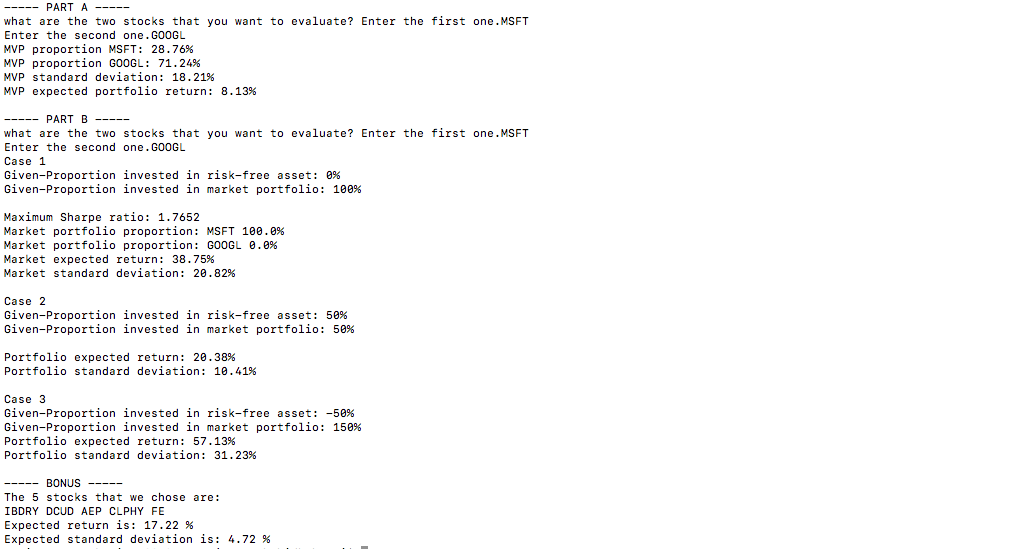 ----- PART A -----
what are the two stocks that you want to evaluate? Enter the first one.MSFT
Enter the second one.GOOGL
MVP proportion MSFT: 28.76%
MVP proportion GOOGL: 71.24%
MVP standard deviation: 18.21%
MVP expected portfolio return: 8.13%
----- PART B -----
what are the two stocks that you want to evaluate? Enter the first one.MSFT
Enter the second one.GOOGL
Case 1
Given-Proportion invested in risk-free asset: 0%
Given-Proportion invested in market portfolio: 100%
Maximum Sharpe ratio: 1.7652
Market portfolio proportion: MSFT 100.0%
Market portfolio proportion: GOOGL 0.0%
Market expected return: 38.75%
Market standard deviation: 20.82%
Case 2
Given-Proportion invested in risk-free asset: 50%
Given-Proportion invested in market portfolio: 50%
Portfolio expected return: 20.38%
Portfolio standard deviation: 10.41%
Case 3
Given-Proportion invested in risk-free asset: -50%
Given-Proportion invested in market portfolio: 150%
Portfolio expected return: 57.13%
Portfolio standard deviation: 31.23%
----- BONUS -----
The 5 stocks that we chose are:
IBDRY DCUD AEP CLPHY FE
Expected return is: 17.22 %
Expected standard deviation is: 4.72 %